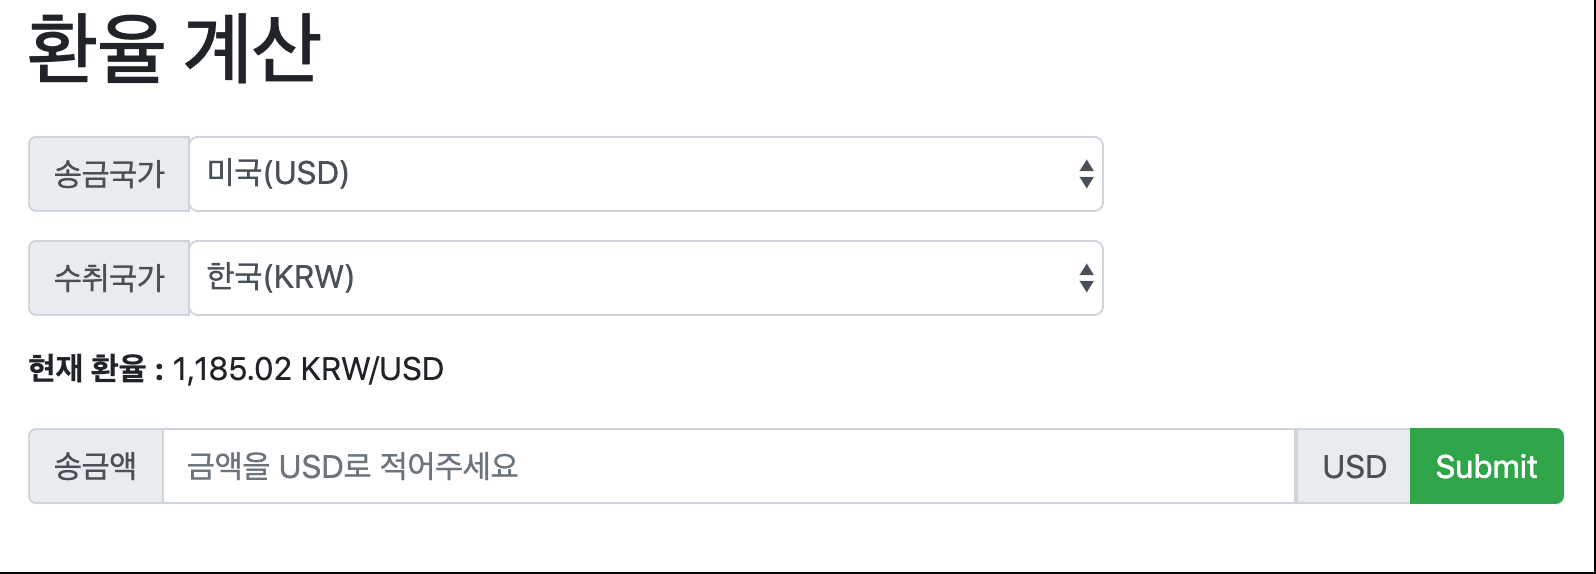 환율 계산
송금국가 미국(USD)
수취국가 한국(KRW)
현재 환율 : 1,185.02 KRW/USD
송금액 금액을 USD로 적어주세요 USD Submit